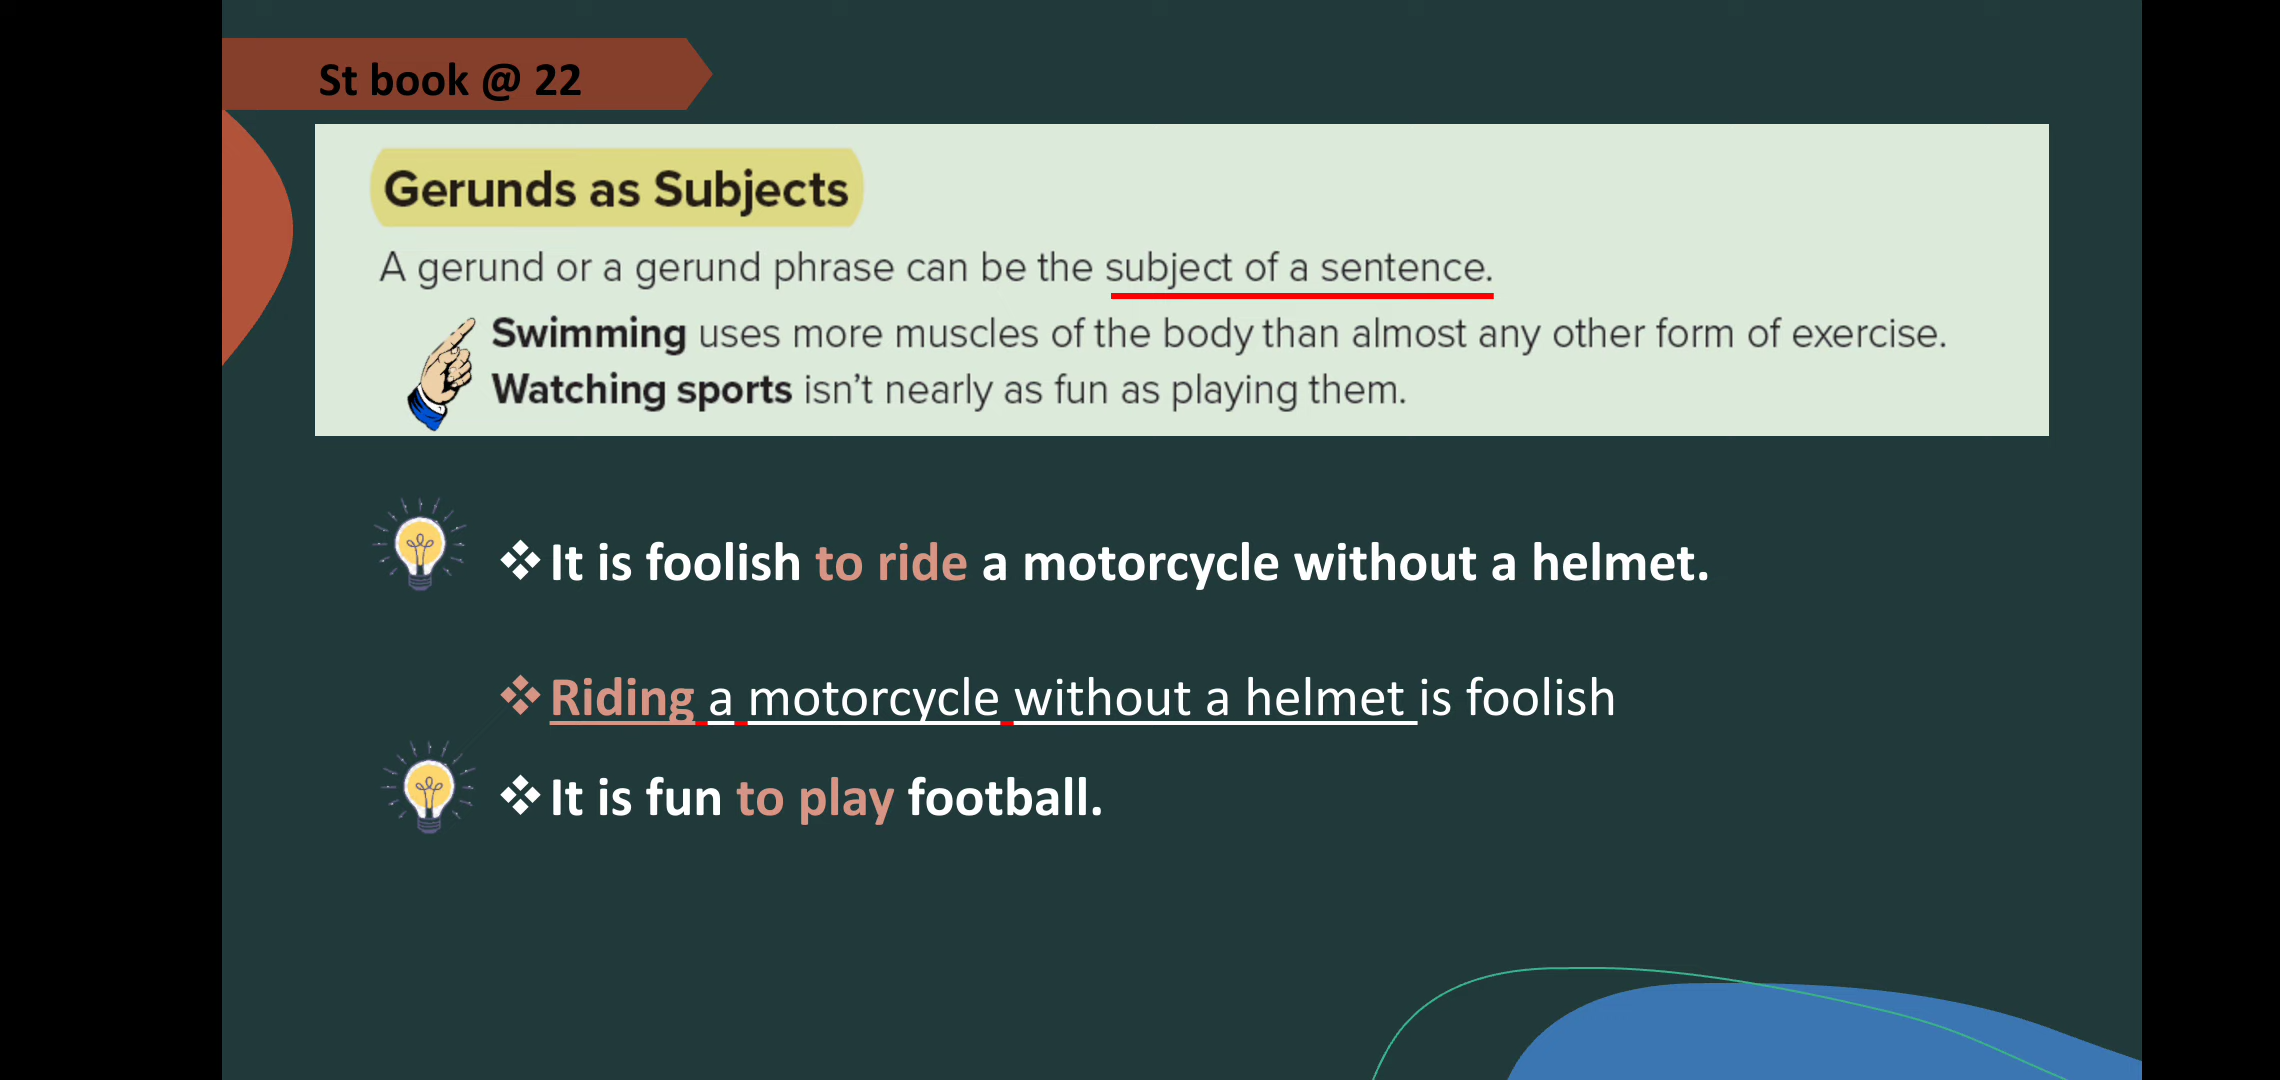 St book @ 22
Gerunds as Subjects
A gerund or a gerund phrase can be the subject of a sentence.
Swimming uses more muscles of the body than almost any other form of exercise.
Watching sports isn't nearly as fun as playing them.
It is foolish to ride a motorcycle without a helmet.
Riding a motorcycle without a helmet is foolish
It is fun to play football.